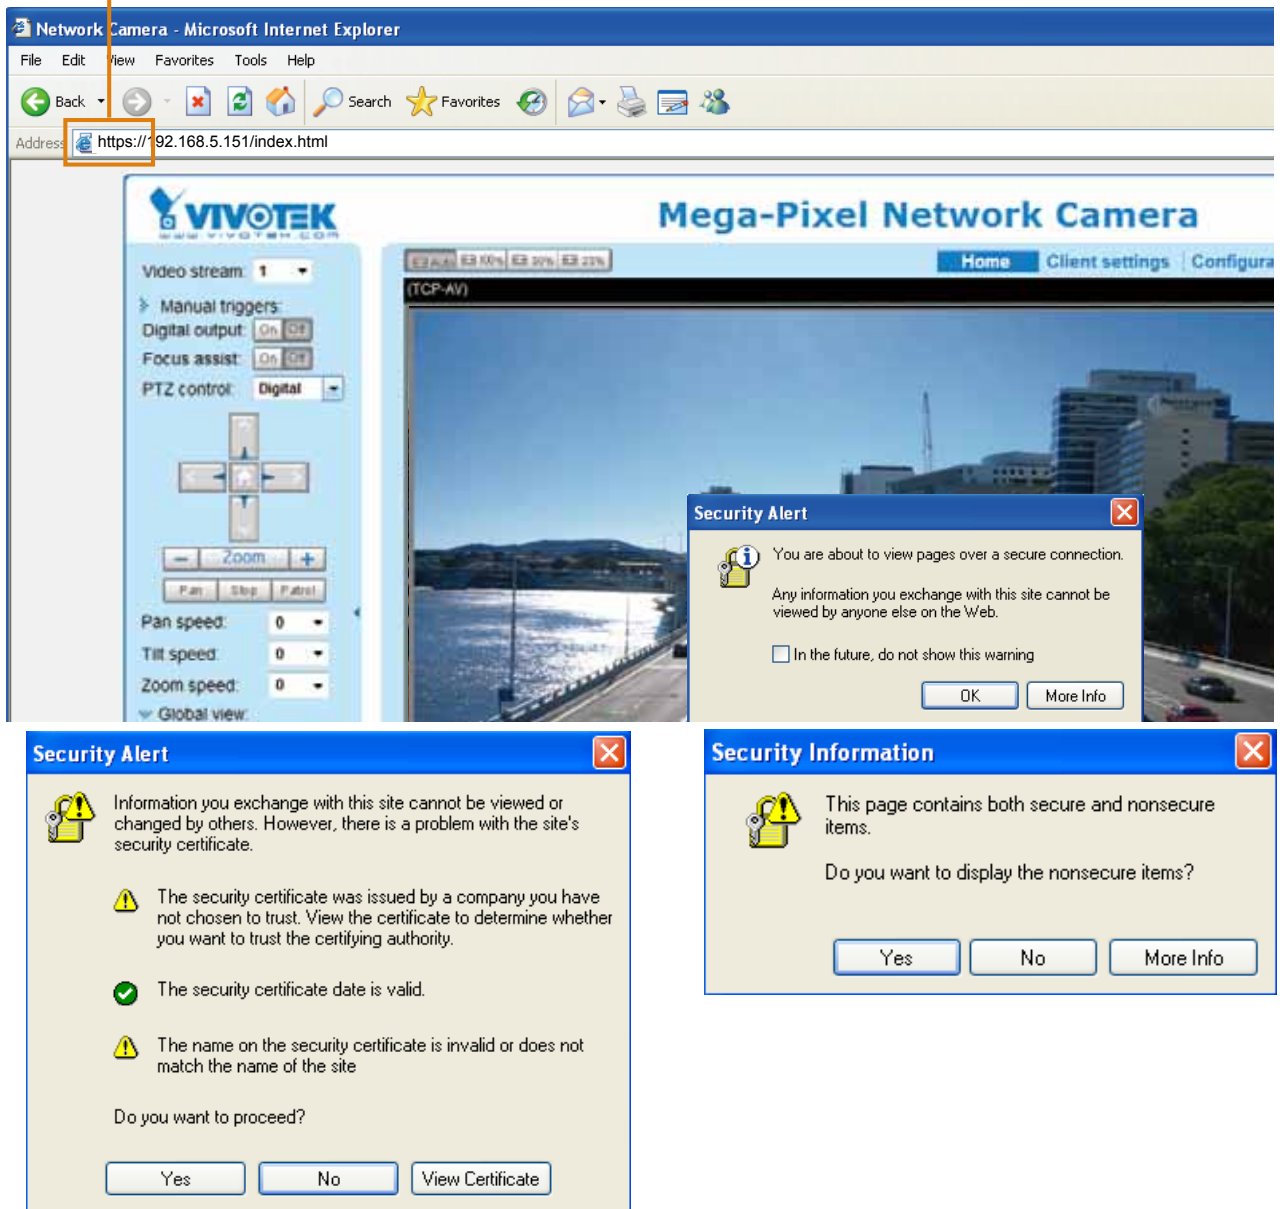 Network Camera - Microsoft Internet Explorer
File Edit View Favorites Tools Help
Back Search Favorites
Address https://192.168.5.151/index.html
VIVOTEK
WWW.VIVOTEK.COM
Mega-Pixel Network Camera
Video stream: 1
Auto 100% 50% 25%
Home Client settings Configura
(TCP-AV)
Manual triggers:
Digital output: On Off
Focus assist: On Off
PTZ control: Digital
− Zoom +
Pan Stop Patrol
Pan speed: 0
Tilt speed: 0
Zoom speed: 0
Global view:
Security Alert
You are about to view pages over a secure connection.
Any information you exchange with this site cannot be
viewed by anyone else on the Web.
In the future, do not show this warning
OK More Info
Security Alert
Information you exchange with this site cannot be viewed or
changed by others. However, there is a problem with the site's
security certificate.
The security certificate was issued by a company you have
not chosen to trust. View the certificate to determine whether
you want to trust the certifying authority.
The security certificate date is valid.
The name on the security certificate is invalid or does not
match the name of the site
Do you want to proceed?
Yes No View Certificate
Security Information
This page contains both secure and nonsecure
items.
Do you want to display the nonsecure items?
Yes No More Info